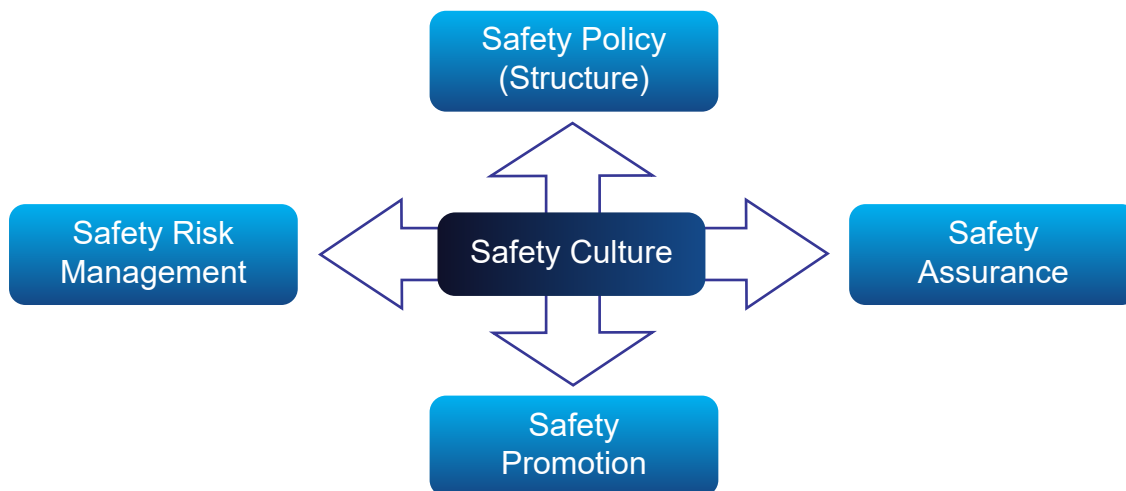 Safety Policy
(Structure)
Safety Risk
Management
Safety Culture
Safety
Assurance
Safety
Promotion